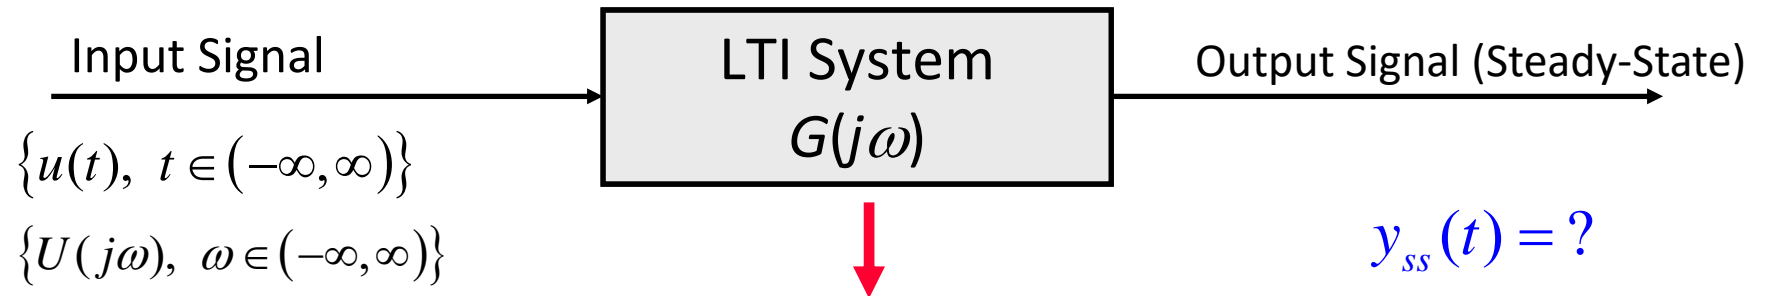 Input Signal
LTI System
G(jω)
Output Signal (Steady-State)
{u(t), t ∈ (−∞,∞)}
{U(jω), ω ∈ (−∞,∞)}
y_ss(t) = ?